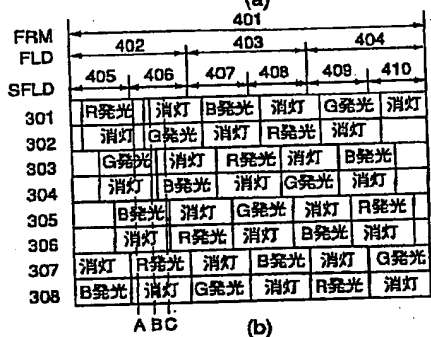 (a)
FRM 401
FLD 402 403 404
SFLD 405 406 407 408 409 410
301 R発光 消灯 B発光 消灯 G発光 消灯
302 消灯 G発光 消灯 R発光 消灯
303 G発光 消灯 R発光 消灯 B発光
304 消灯 B発光 消灯 G発光 消灯
305 B発光 消灯 G発光 消灯 R発光
306 消灯 R発光 消灯 B発光 消灯
307 消灯 R発光 消灯 B発光 消灯 G発光
308 B発光 消灯 G発光 消灯 R発光 消灯
A B C
(b)